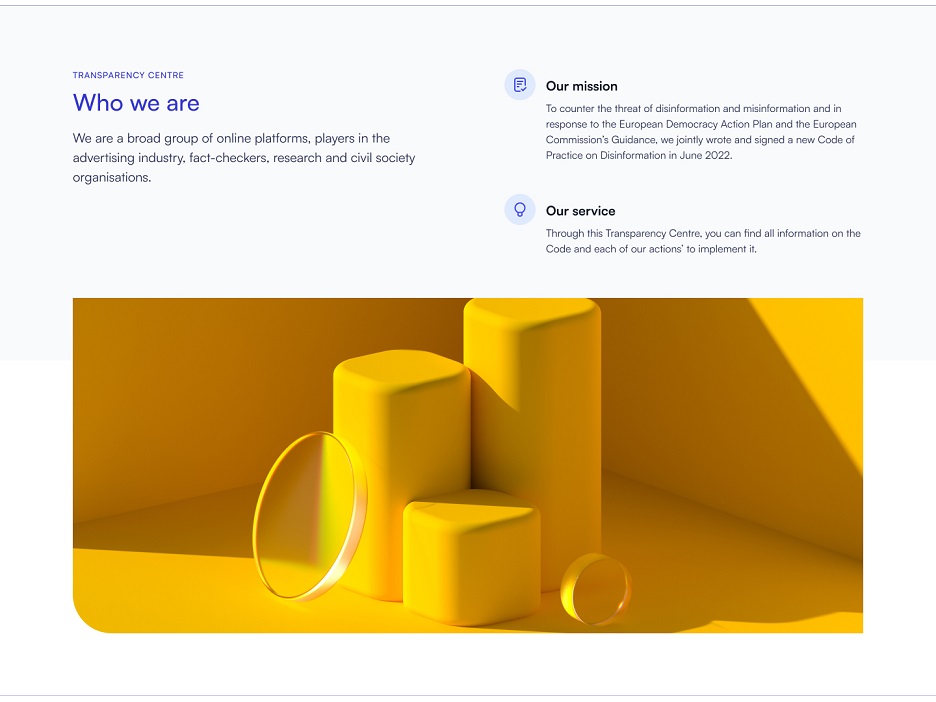 TRANSPARENCY CENTRE
Who we are
We are a broad group of online platforms, players in the
advertising industry, fact-checkers, research and civil society
organisations.
Our mission
To counter the threat of disinformation and misinformation and in
response to the European Democracy Action Plan and the European
Commission's Guidance, we jointly wrote and signed a new Code of
Practice on Disinformation in June 2022.
Our service
Through this Transparency Centre, you can find all information on the
Code and each of our actions' to implement it.